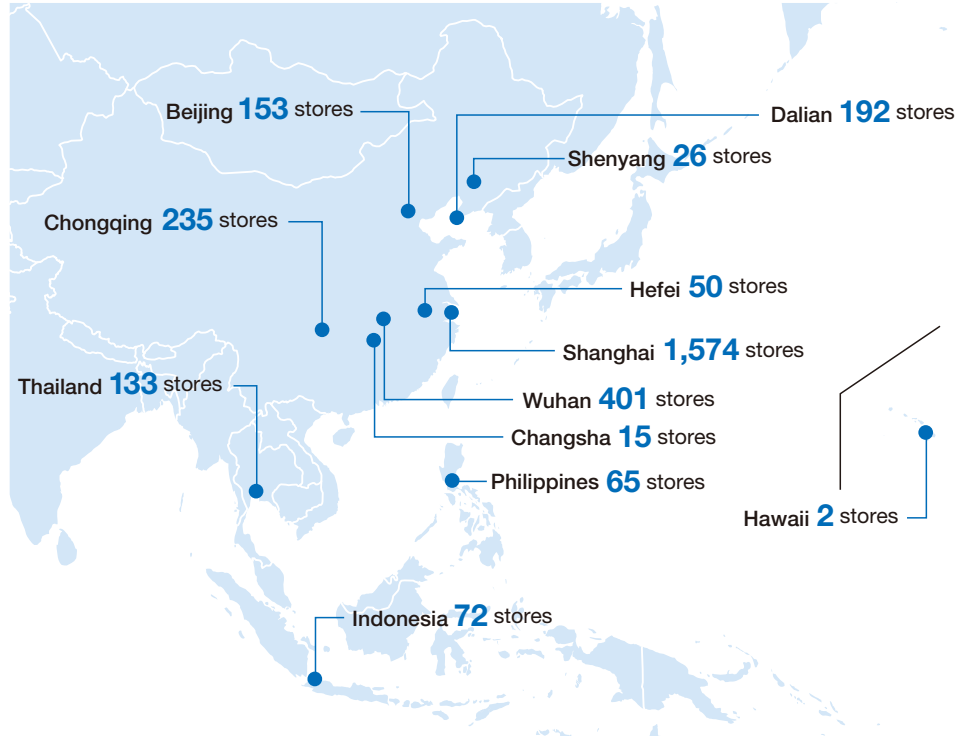 Beijing 153 stores
Dalian 192 stores
Shenyang 26 stores
Chongqing 235 stores
Hefei 50 stores
Shanghai 1,574 stores
Thailand 133 stores
Wuhan 401 stores
Changsha 15 stores
Philippines 65 stores
Hawaii 2 stores
Indonesia 72 stores